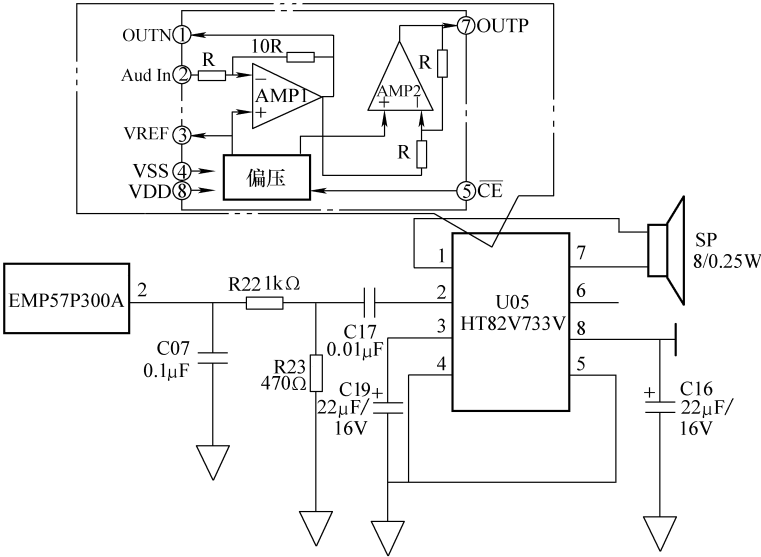 OUTN 1
7 OUTP
10R
R
Aud In 2
R
AMP1
−
+
AMP2
+
−
VREF 3
R
VSS 4
偏压
VDD 8
5 C̅E̅
SP
8/0.25W
1
7
EMP57P300A
2
R22 1kΩ
2
U05
HT82V733V
6
C17
0.01μF
3
8
C07
0.1μF
R23
470Ω
4
5
C19 +
22μF/
16V
+ C16
22μF/
16V